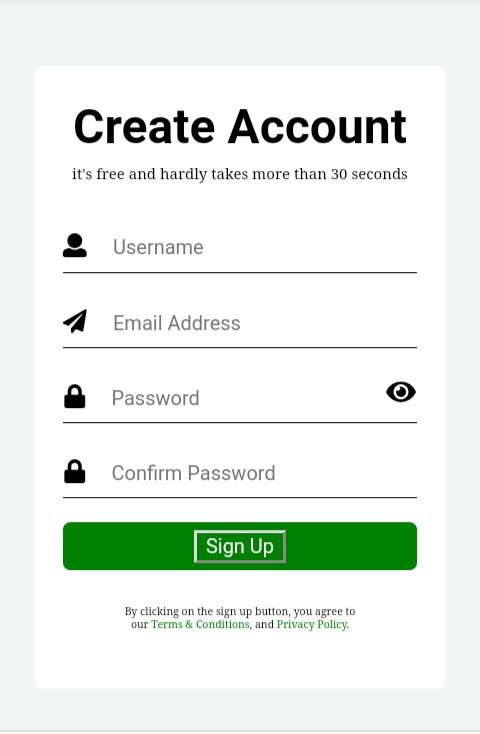 Create Account
it's free and hardly takes more than 30 seconds
Username
Email Address
Password
Confirm Password
Sign Up
By clicking on the sign up button, you agree to
our Terms & Conditions, and Privacy Policy.